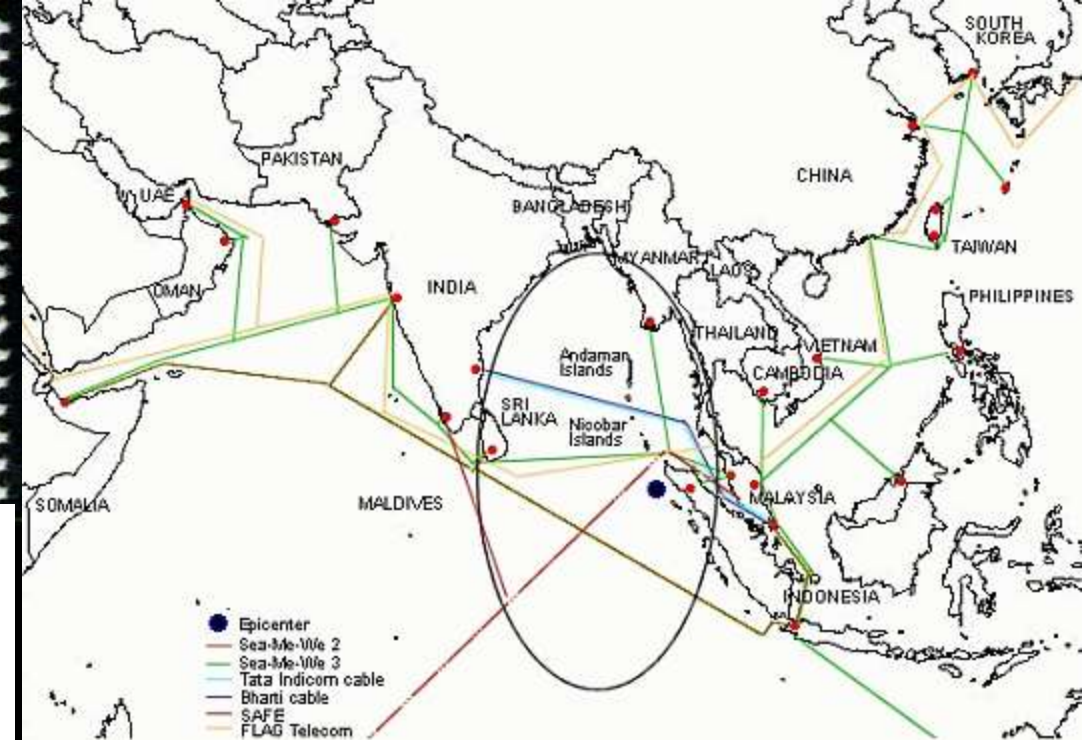 SOUTH
KOREA
PAKISTAN
CHINA
UAE
BANGLADESH
TAIWAN
MYANMAR
LAOS
OMAN
INDIA
PHILIPPINES
THAILAND
VIETNAM
Andaman
Islands
CAMBODIA
SRI
LANKA
Nicobar
Islands
SOMALIA
MALDIVES
MALAYSIA
INDONESIA
Epicenter
Sea-Me-We 2
Sea-Me-We 3
Tata Indicom cable
Bharti cable
SAFE
FLAG Telecom